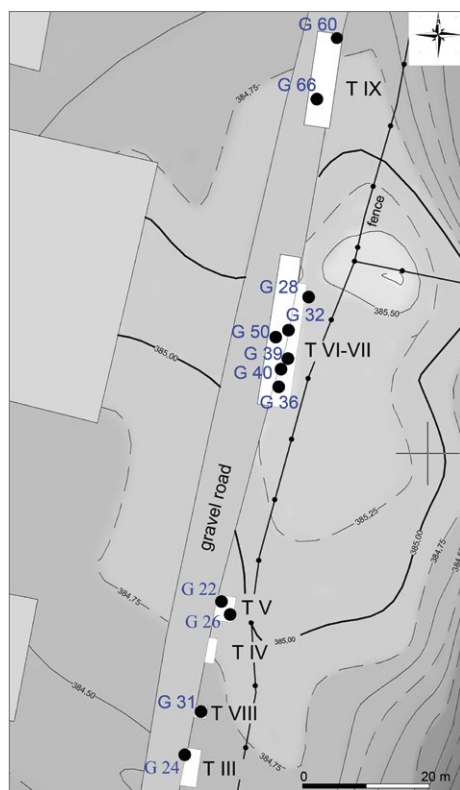 G 60
384,75
G 66
T IX
fence
G 28
385,50
G 32
G 50
T VI-VII
G 39
385,00
G 40
G 36
385,00
gravel road
385,25
384,75
G 22
T V
G 26
384,75
T IV
385,00
G 31
T VIII
384,50
G 24
T III
0
20 m